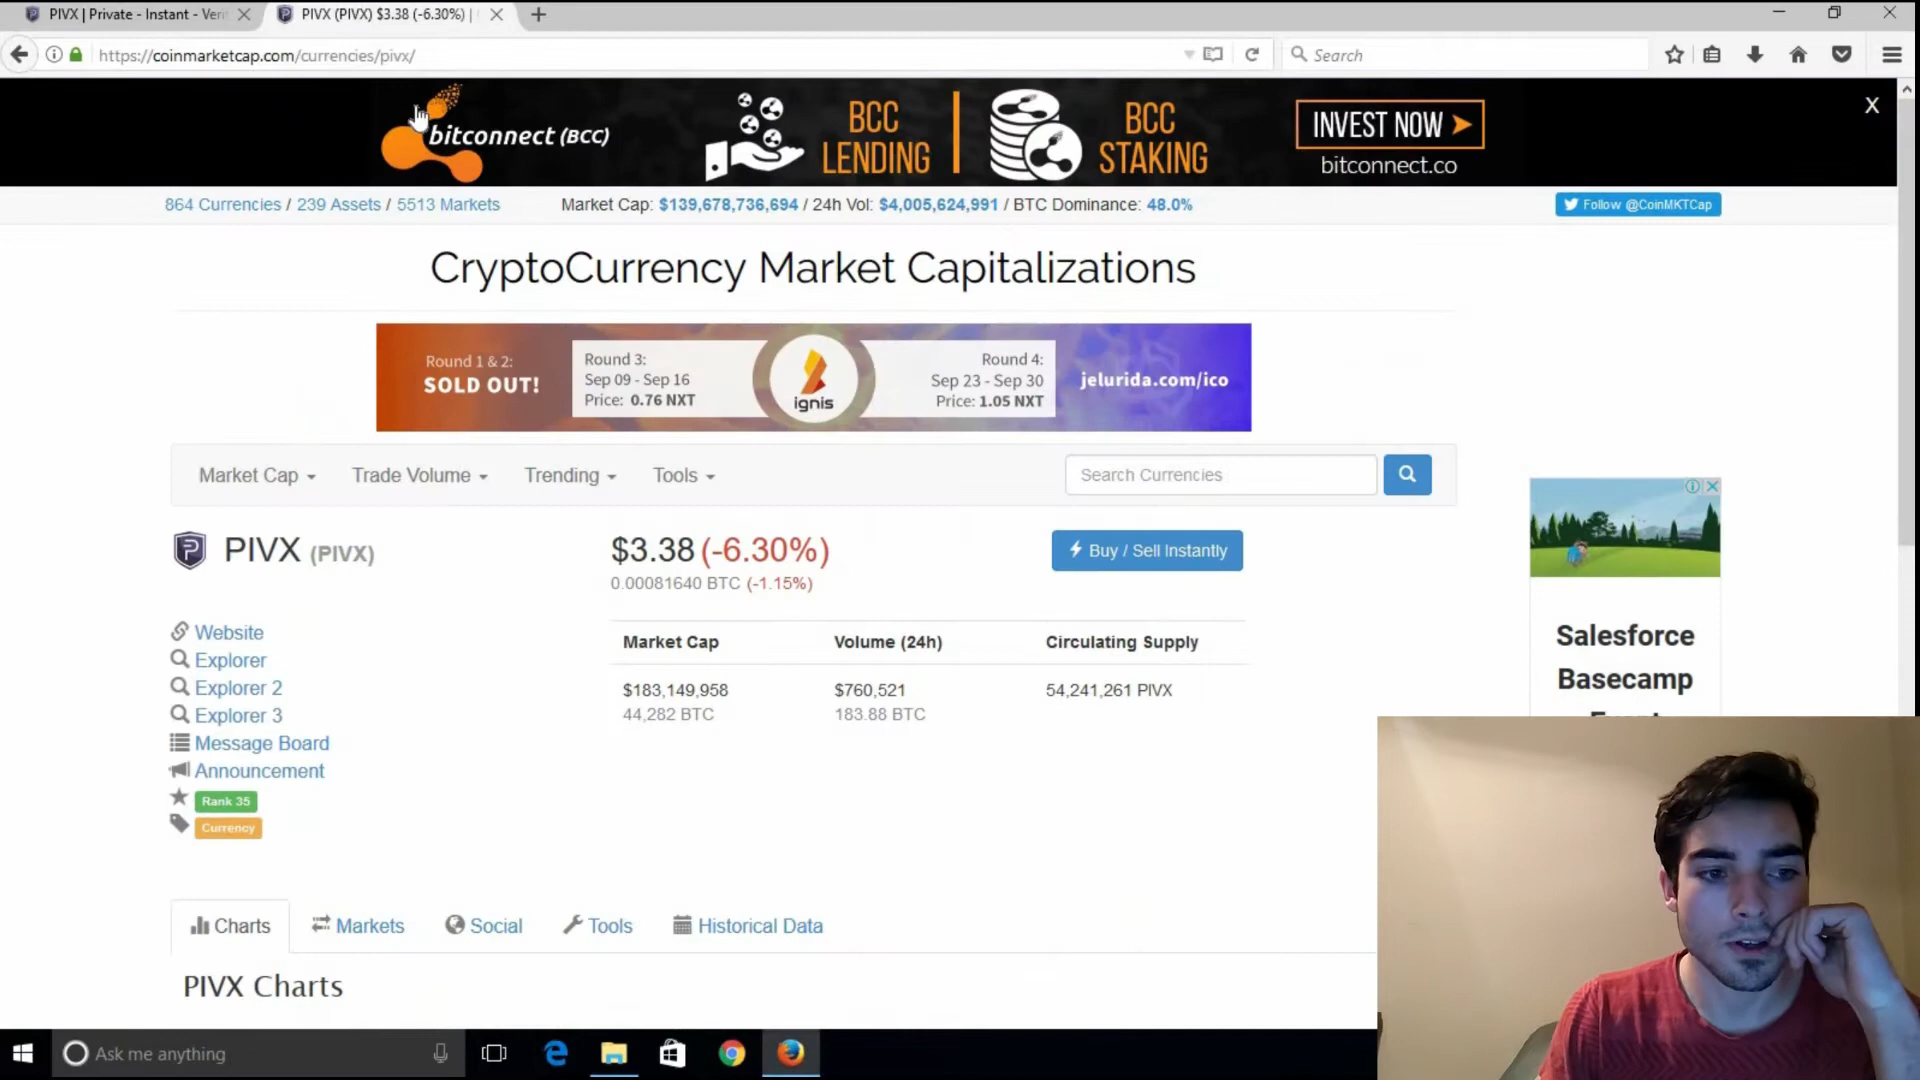 PIVX | Private - Instant - Veri
PIVX (PIVX) $3.38 (-6.30%) |
https://coinmarketcap.com/currencies/pivx/
Search
bitconnect (BCC)
BCC
LENDING
BCC
STAKING
INVEST NOW
bitconnect.co
X
864 Currencies / 239 Assets / 5513 Markets
Market Cap: $139,678,736,694 / 24h Vol: $4,005,624,991 / BTC Dominance: 48.0%
Follow @CoinMKTCap
CryptoCurrency Market Capitalizations
Round 1 & 2:
SOLD OUT!
Round 3:
Sep 09 - Sep 16
Price: 0.76 NXT
ignis
Round 4:
Sep 23 - Sep 30
Price: 1.05 NXT
jelurida.com/ico
Market Cap
Trade Volume
Trending
Tools
Search Currencies
PIVX (PIVX)
$3.38 (-6.30%)
0.00081640 BTC (-1.15%)
Buy / Sell Instantly
Website
Explorer
Explorer 2
Explorer 3
Message Board
Announcement
Rank 35
Currency
Market Cap
Volume (24h)
Circulating Supply
$183,149,958
$760,521
54,241,261 PIVX
44,282 BTC
183.88 BTC
Salesforce
Basecamp
Charts
Markets
Social
Tools
Historical Data
PIVX Charts
Ask me anything